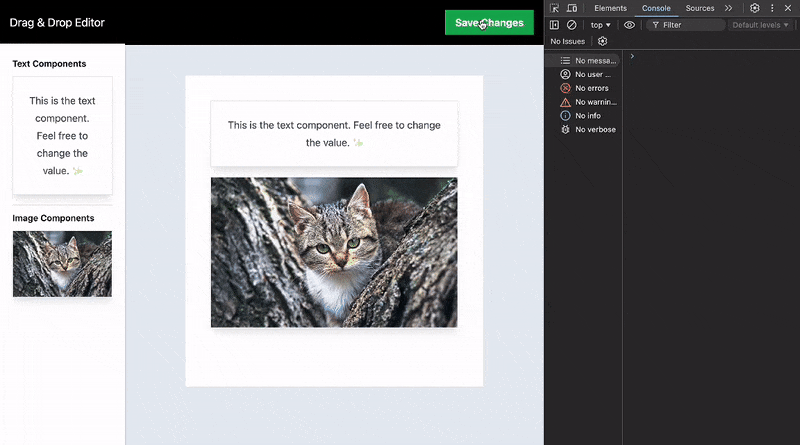 Drag & Drop Editor
Save Changes
Text Components
This is the text
component.
Feel free to
change the
value.
Image Components
This is the text component. Feel free to change
the value.
Elements
Console
Sources
top
Filter
Default levels
No Issues
No messa...
No user ...
No errors
No warnin...
No info
No verbose